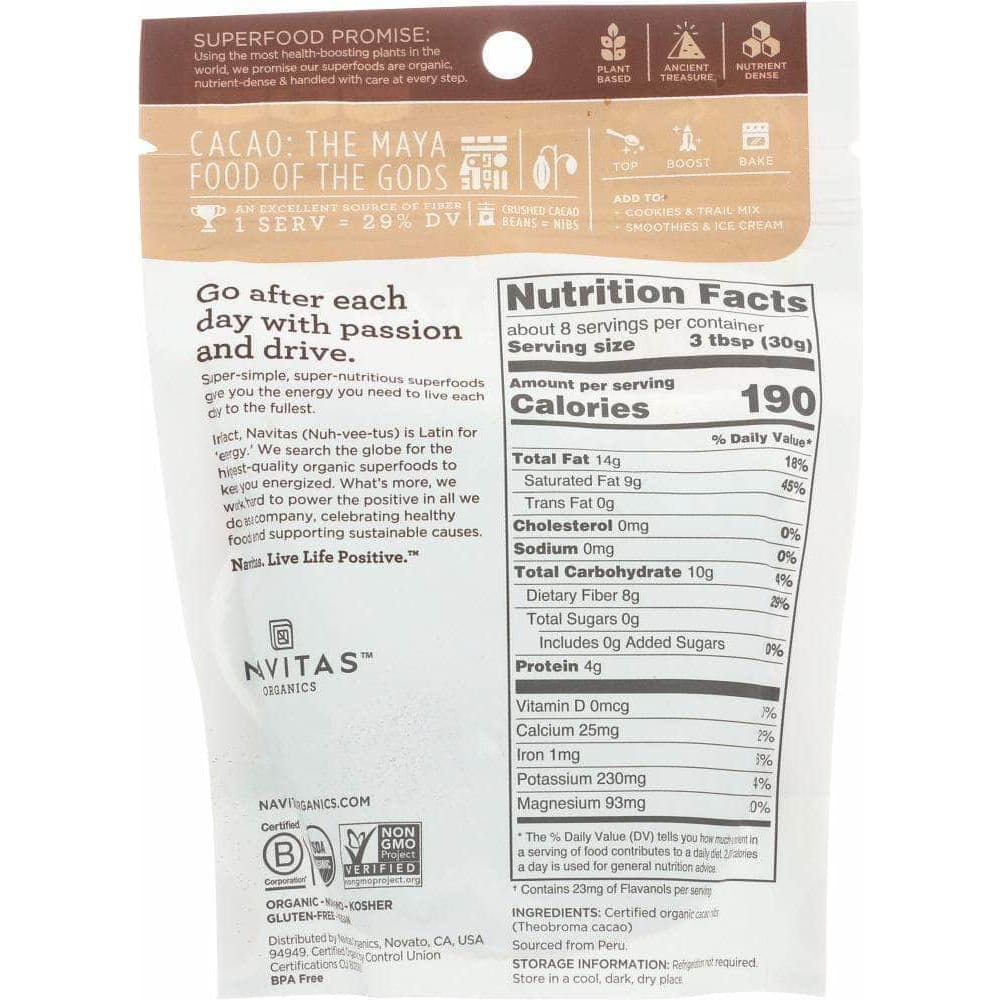 SUPERFOOD PROMISE:
Using the most health-boosting plants in the
world, we promise our superfoods are organic,
nutrient-dense & handled with care at every step.
PLANT
BASED
ANCIENT
TREASURE
NUTRIENT
DENSE
CACAO: THE MAYA
FOOD OF THE GODS
AN EXCELLENT SOURCE OF FIBER
1 SERV = 29% DV
CRUSHED CACAO
BEANS = NIBS
TOP
BOOST
BAKE
ADD TO:
• COOKIES & TRAIL MIX
• SMOOTHIES & ICE CREAM
Go after each
day with passion
and drive.
Super-simple, super-nutritious superfoods
give you the energy you need to live each
to the fullest.
Navitas (Nuh-vee-tus) is Latin for
We search the globe for the
organic superfoods to
you energized. What's more, we
hard to power the positive in all we
do company, celebrating healthy
food and supporting sustainable causes.
Live Life Positive.™
NAVITAS™
ORGANICS
Nutrition Facts
about 8 servings per container
Serving size 3 tbsp (30g)
Amount per serving
Calories 190
% Daily Value*
Total Fat 14g 18%
Saturated Fat 9g 45%
Trans Fat 0g
Cholesterol 0mg 0%
Sodium 0mg 0%
Total Carbohydrate 10g 4%
Dietary Fiber 8g 29%
Total Sugars 0g
Includes 0g Added Sugars 0%
Protein 4g
Vitamin D 0mcg
Calcium 25mg 2%
Iron 1mg
Potassium 230mg
Magnesium 93mg
* The % Daily Value (DV) tells you how in
a serving of food contributes to a daily diet.
a day is used for general nutrition advice.
† Contains 23mg of Flavanols per serving
INGREDIENTS: Certified organic
(Theobroma cacao)
Sourced from Peru.
STORAGE INFORMATION: not required.
Store in a cool, dark, dry place.
Certified
B
Corporation
NON
GMO
Project
VERIFIED
nongmoproject.org
KOSHER
GLUTEN-FREE
Distributed by Novato, CA, USA
94949. Certified Control Union
Certifications
BPA Free